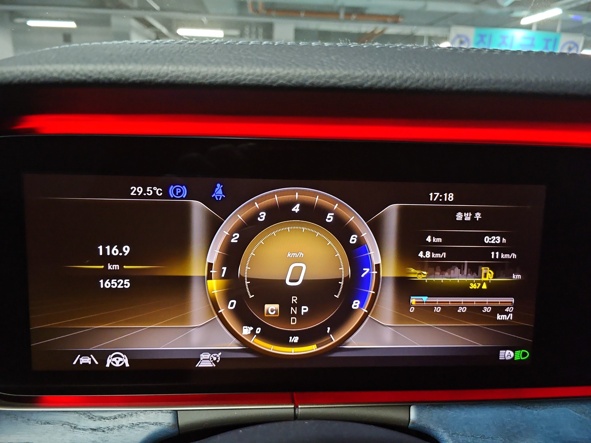 29.5°C
17:18
116.9
km
16525
0
1
2
3
4
5
6
7
8
km/h
0
R
N P
D
C
0 1/2 1
출발 후
4 km 0:23 h
4.8 km/l 11 km/h
km
367
0 10 20 30 40
km/l